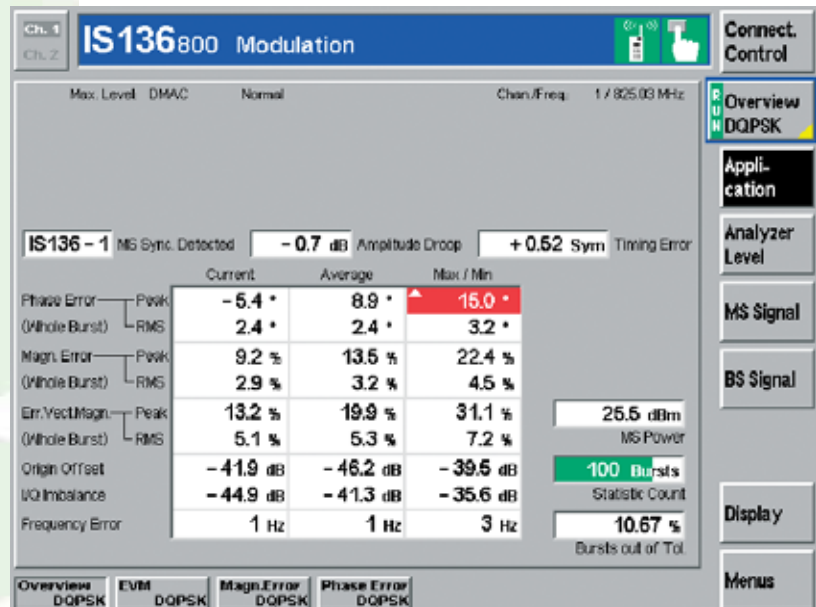 Ch. 1
Ch. 2
IS136800 Modulation
Connect. Control
Max. Level: DMAC Normal Chan./Freq.: 1 / 825.03 MHz
RUN
Overview DQPSK
Appli-cation
IS136 – 1 MS Sync. Detected – 0.7 dB Amplitude Droop + 0.52 Sym Timing Error
Analyzer Level
Current Average Max / Min
Phase Error Peak – 5.4 ° 8.9 ° 15.0 °
(Whole Burst) RMS 2.4 ° 2.4 ° 3.2 °
MS Signal
Magn. Error Peak 9.2 % 13.5 % 22.4 %
(Whole Burst) RMS 2.9 % 3.2 % 4.5 %
BS Signal
Err.Vect.Magn. Peak 13.2 % 19.9 % 31.1 % 25.5 dBm
(Whole Burst) RMS 5.1 % 5.3 % 7.2 % MS Power
Origin Offset – 41.9 dB – 46.2 dB – 39.5 dB 100 Bursts
I/Q Imbalance – 44.9 dB – 41.3 dB – 35.6 dB Statistic Count
Frequency Error 1 Hz 1 Hz 3 Hz 10.67 %
Bursts out of Tol.
Display
Overview DQPSK
EVM DQPSK
Magn.Error DQPSK
Phase Error DQPSK
Menus